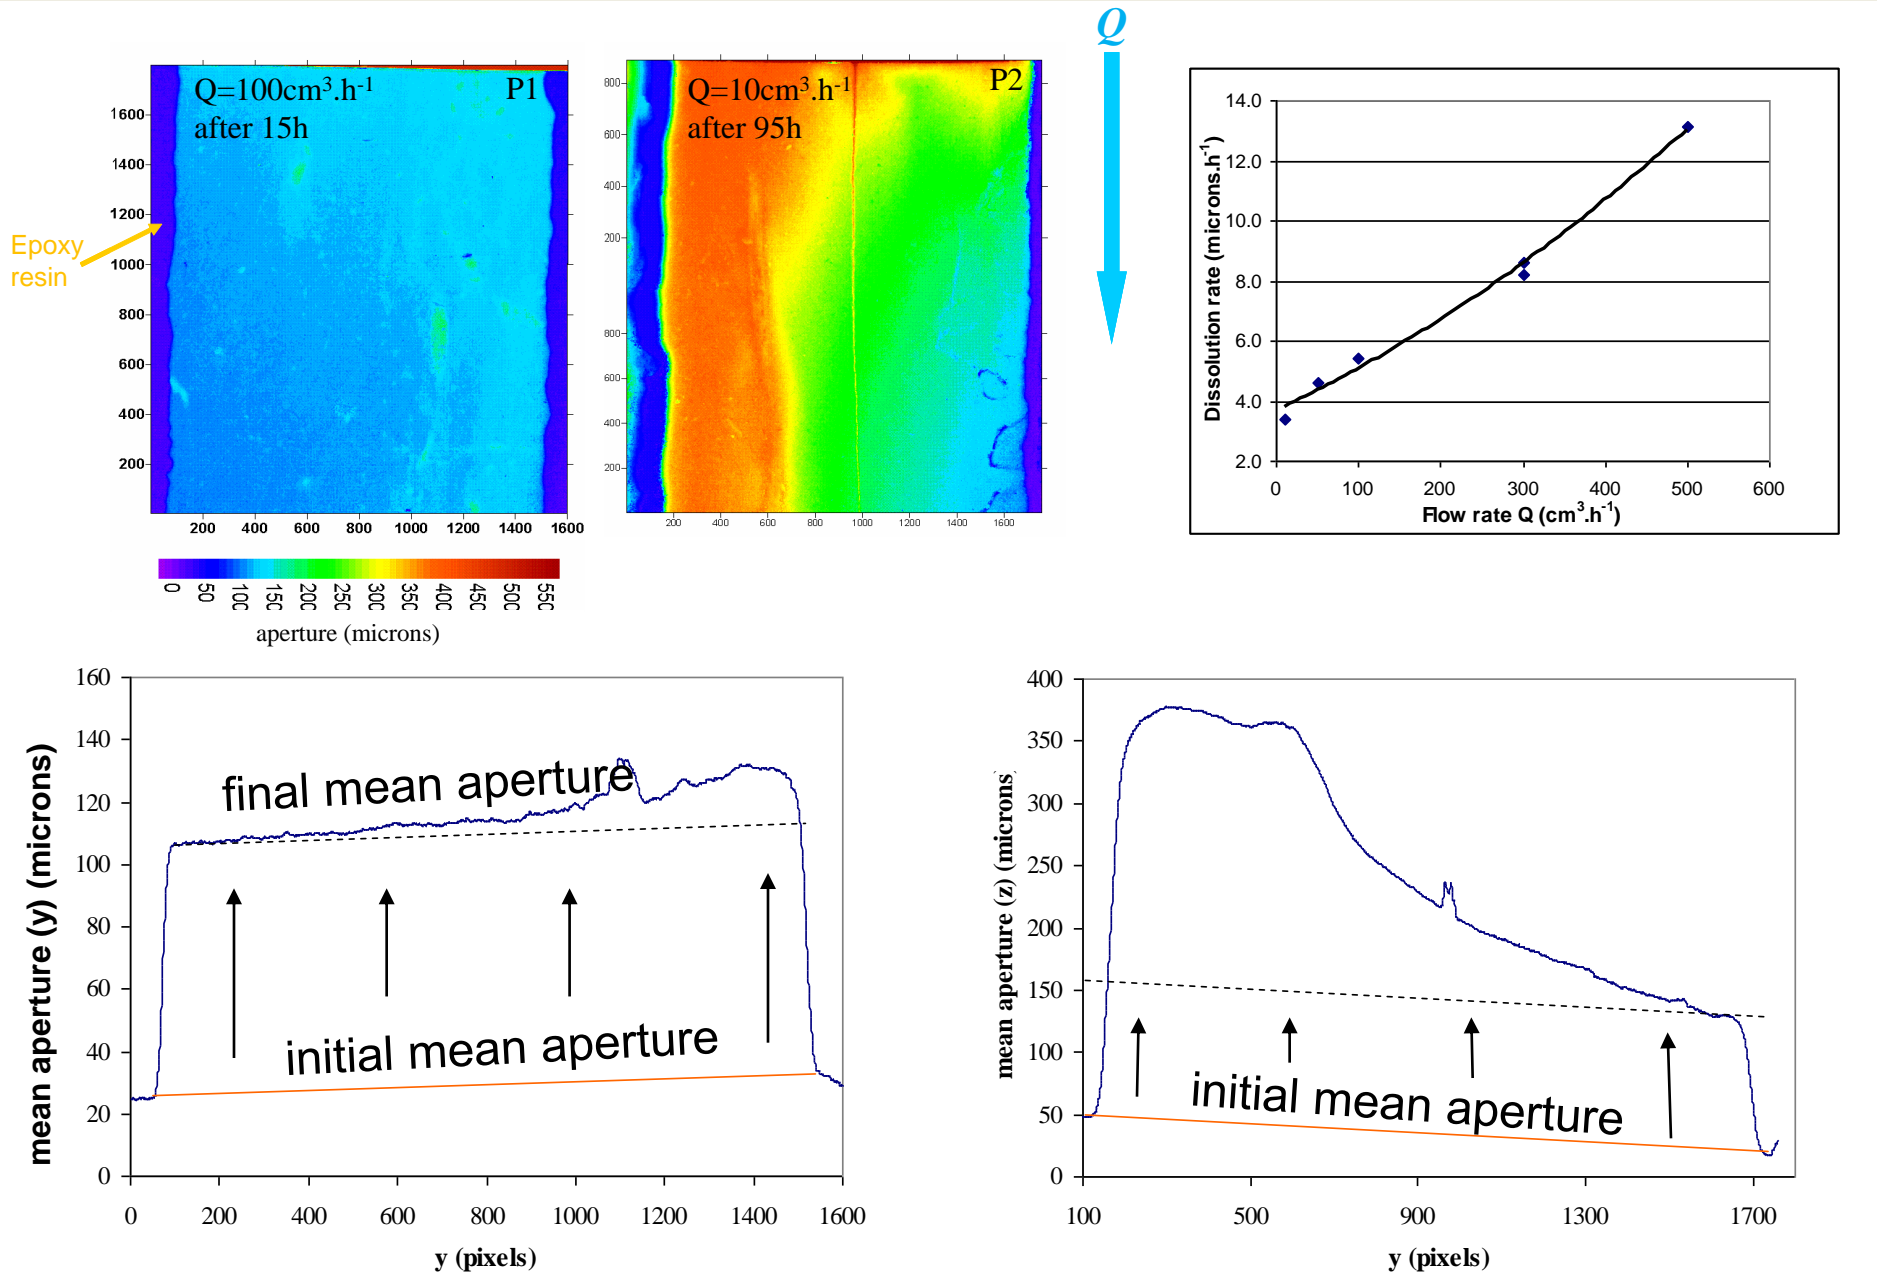 Q
Q=100cm³.h⁻¹
after 15h
P1
Q=10cm³.h⁻¹
after 95h
P2
Epoxy
resin
1600
1400
1200
1000
800
600
400
200
200 400 600 800 1000 1200 1400 1600
800
600
400
200
800
600
400
200
200 400 600 800 1000 1200 1400 1600
0 50 100 150 200 250 300 350 400 450 500 550
aperture (microns)
Dissolution rate (microns.h⁻¹)
14.0
12.0
10.0
8.0
6.0
4.0
2.0
0 100 200 300 400 500 600
Flow rate Q (cm³.h⁻¹)
mean aperture (y) (microns)
160
140
120
100
80
60
40
20
0
final mean aperture
initial mean aperture
0 200 400 600 800 1000 1200 1400 1600
y (pixels)
mean aperture (z) (microns)
400
350
300
250
200
150
100
50
0
initial mean aperture
100 500 900 1300 1700
y (pixels)